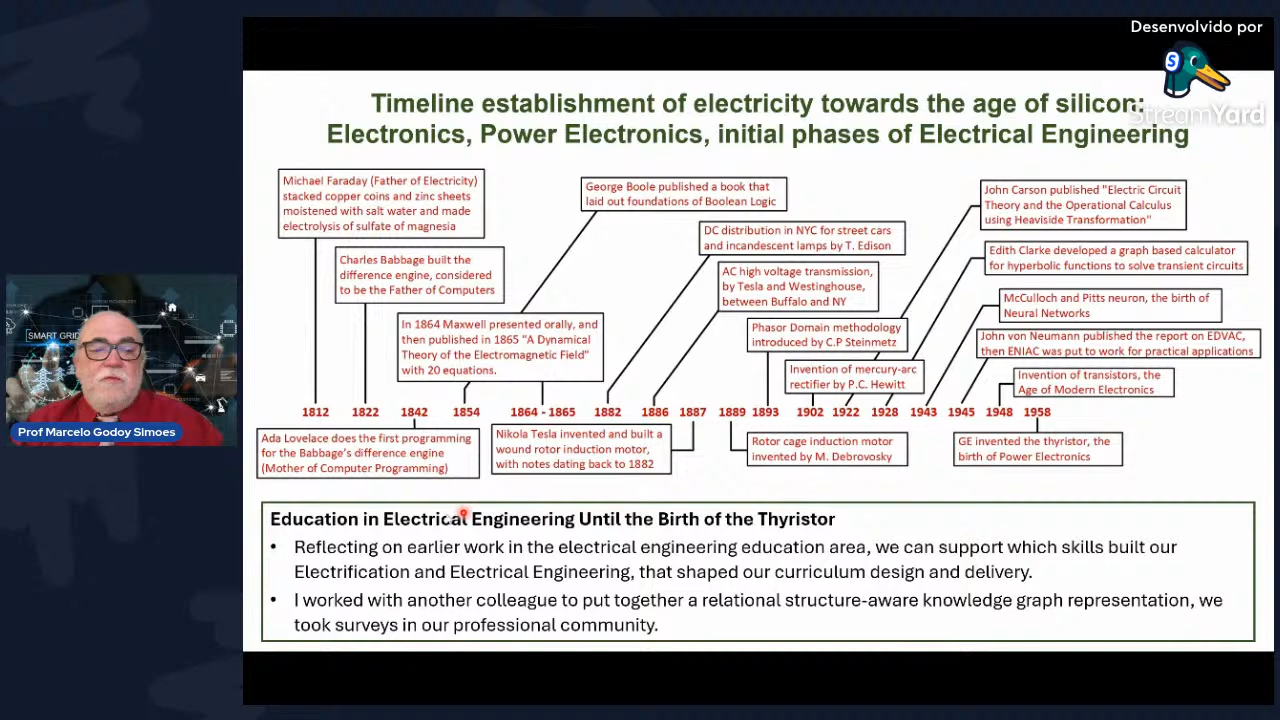 Desenvolvido por
S
StreamYard
Timeline establishment of electricity towards the age of silicon:
Electronics, Power Electronics, initial phases of Electrical Engineering
Michael Faraday (Father of Electricity)
stacked copper coins and zinc sheets
moistened with salt water and made
electrolysis of sulfate of magnesia
Charles Babbage built the
difference engine, considered
to be the Father of Computers
In 1864 Maxwell presented orally, and
then published in 1865 "A Dynamical
Theory of the Electromagnetic Field"
with 20 equations.
George Boole published a book that
laid out foundations of Boolean Logic
DC distribution in NYC for street cars
and incandescent lamps by T. Edison
AC high voltage transmission,
by Tesla and Westinghouse,
between Buffalo and NY
Phasor Domain methodology
introduced by C.P Steinmetz
Invention of mercury-arc
rectifier by P.C. Hewitt
John Carson published "Electric Circuit
Theory and the Operational Calculus
using Heaviside Transformation"
Edith Clarke developed a graph based calculator
for hyperbolic functions to solve transient circuits
McCulloch and Pitts neuron, the birth of
Neural Networks
John von Neumann published the report on EDVAC,
then ENIAC was put to work for practical applications
Invention of transistors, the
Age of Modern Electronics
1812 1822 1842 1854 1864 - 1865 1882 1886 1887 1889 1893 1902 1922 1928 1943 1945 1948 1958
Ada Lovelace does the first programming
for the Babbage's difference engine
(Mother of Computer Programming)
Nikola Tesla invented and built a
wound rotor induction motor,
with notes dating back to 1882
Rotor cage induction motor
invented by M. Debrovosky
GE invented the thyristor, the
birth of Power Electronics
SMART GRID
Prof Marcelo Godoy Simoes
Education in Electrical Engineering Until the Birth of the Thyristor
• Reflecting on earlier work in the electrical engineering education area, we can support which skills built our
Electrification and Electrical Engineering, that shaped our curriculum design and delivery.
• I worked with another colleague to put together a relational structure-aware knowledge graph representation, we
took surveys in our professional community.